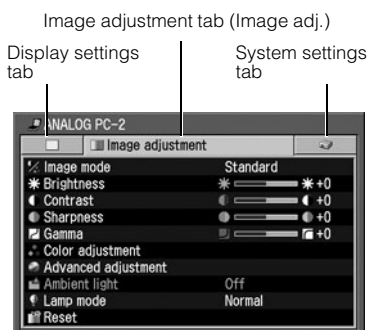 Image adjustment tab (Image adj.)
Display settings
tab
System settings
tab
ANALOG PC-2
Image adjustment
Image mode Standard
Brightness +0
Contrast +0
Sharpness +0
Gamma +0
Color adjustment
Advanced adjustment
Ambient light Off
Lamp mode Normal
Reset